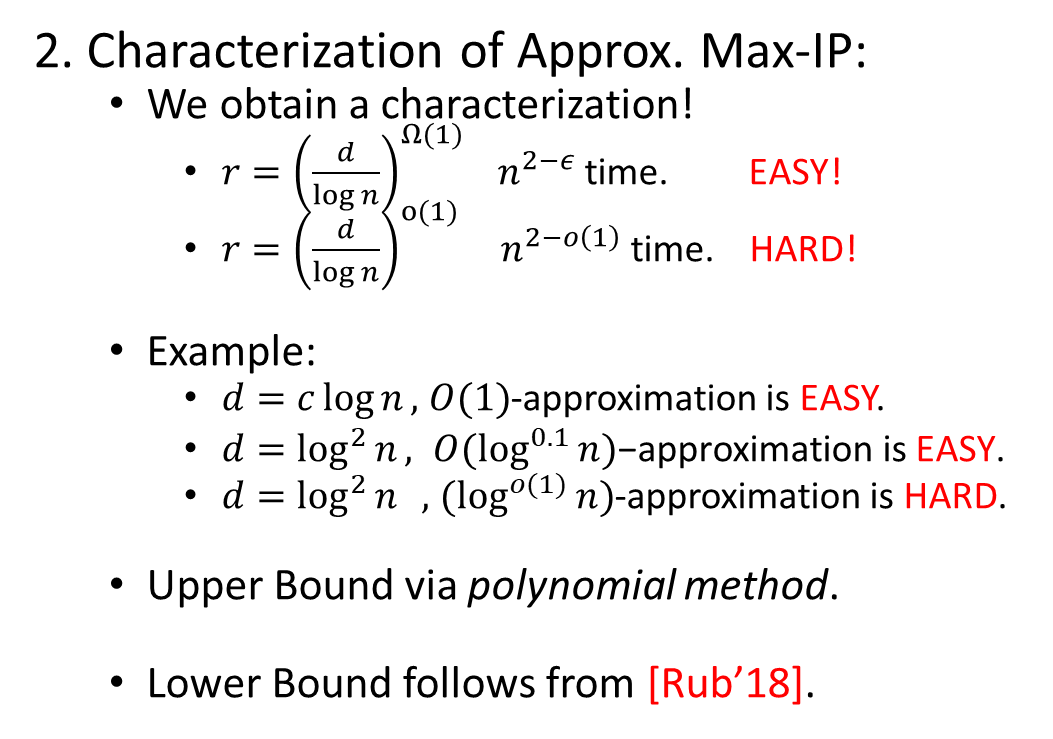 2. Characterization of Approx. Max-IP:
• We obtain a characterization!
• r = (d / log n)^Ω(1) n^{2−ϵ} time. EASY!
• r = (d / log n)^o(1) n^{2−o(1)} time. HARD!
• Example:
• d = c log n , O(1)-approximation is EASY.
• d = log² n , O(log^{0.1} n)−approximation is EASY.
• d = log² n , (log^{o(1)} n)-approximation is HARD.
• Upper Bound via polynomial method.
• Lower Bound follows from [Rub’18].